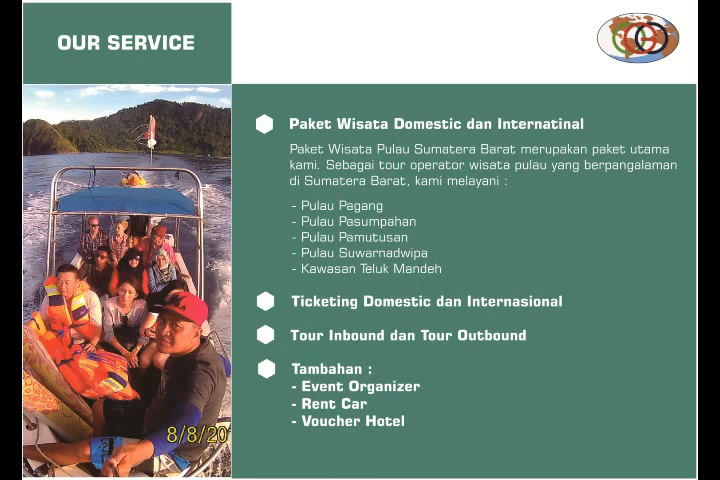 OUR SERVICE
Paket Wisata Domestic dan Internatinal
Paket Wisata Pulau Sumatera Barat merupakan paket utama
kami. Sebagai tour operator wisata pulau yang berpangalaman
di Sumatera Barat, kami melayani :
- Pulau Pagang
- Pulau Pasumpahan
- Pulau Pamutusan
- Pulau Suwarnadwipa
- Kawasan Teluk Mandeh
Ticketing Domestic dan Internasional
Tour Inbound dan Tour Outbound
Tambahan :
- Event Organizer
- Rent Car
- Voucher Hotel
8/8/20